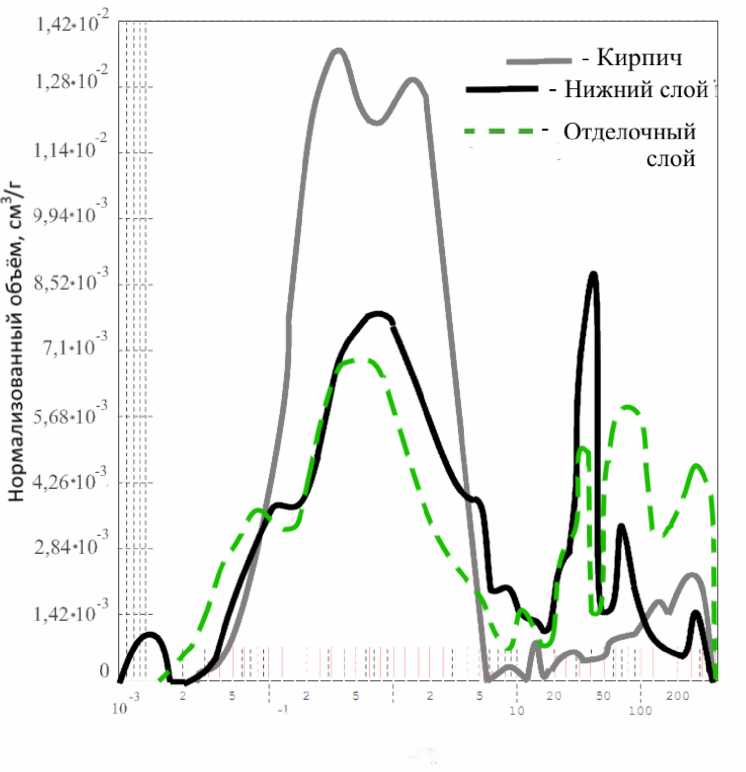 1,42*10-2
- Кирпич
1,28*10-2
- Нижний слой
1,14*10-2
- Отделочный
слой
9,94*10-3
8,52*10-3
7,1*10-3
5,68*10-3
4,26*10-3
2,84*10-3
1,42*10-3
0
Нормализованный объём, см3/г
10-3 2 5 -1 2 5 2 5 10 20 50 100 200